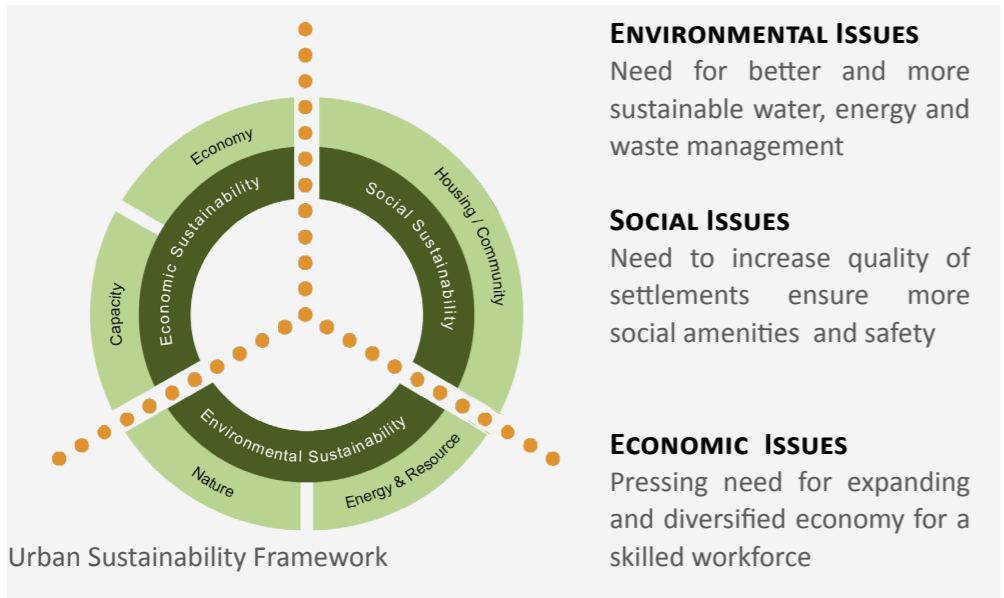 Economy
Capacity
Economic Sustainability
Social Sustainability
Housing / Community
Environmental Sustainability
Nature
Energy & Resource
Urban Sustainability Framework
ENVIRONMENTAL ISSUES
Need for better and more
sustainable water, energy and
waste management
SOCIAL ISSUES
Need to increase quality of
settlements ensure more
social amenities and safety
ECONOMIC ISSUES
Pressing need for expanding
and diversified economy for a
skilled workforce